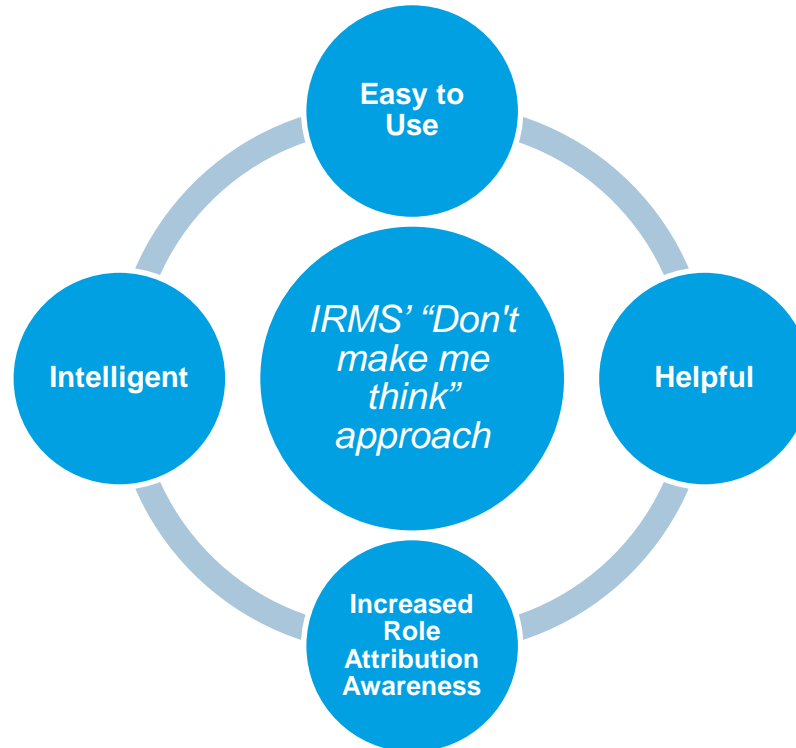 Easy to
Use
IRMS’ “Don't
make me
think”
approach
Intelligent
Helpful
Increased
Role
Attribution
Awareness